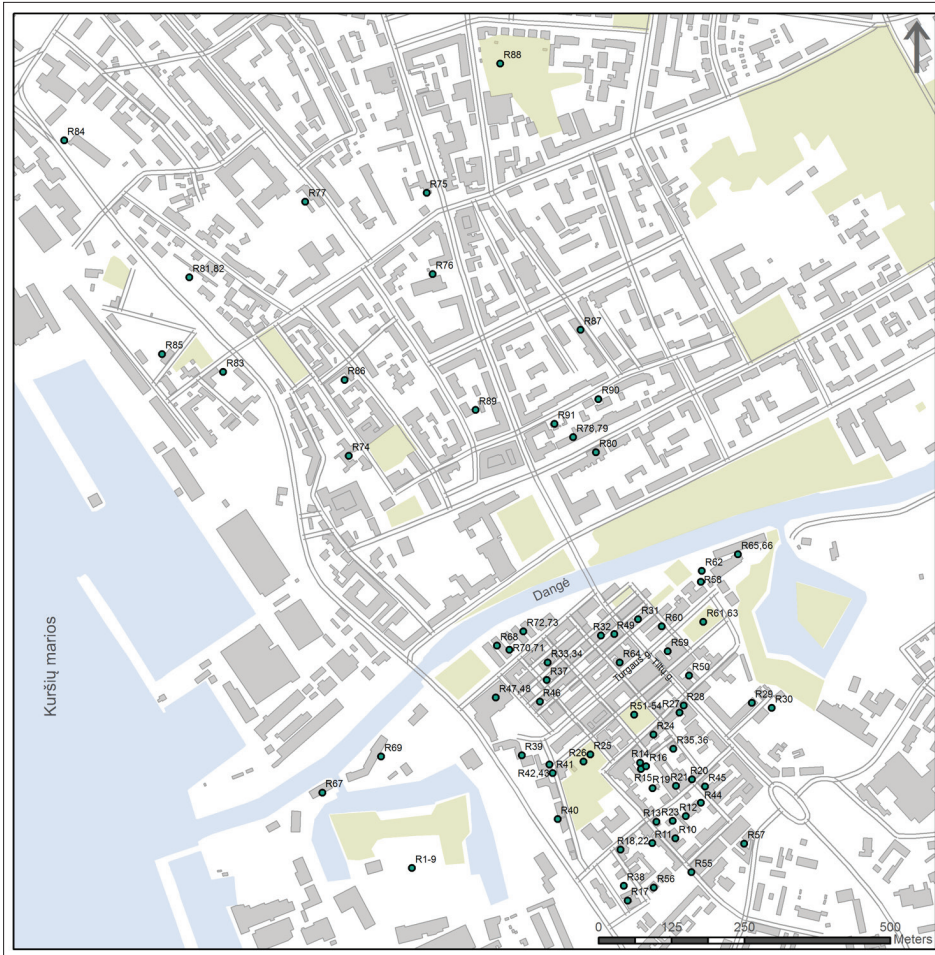 R88
R84
R75
R77
R76
R81,82
R87
R85
R83
R86
R90
R89
R91
R78,79
R80
R74
R65,66
R62
R58
Dangė
R31
R61,63
R72,73
R32
R49
R60
R68
R70,71
R59
R33,34
R64
Turgaus g.
Tiltų g.
R37
R50
Kuršių marios
R47,48
R46
R28
R29
R30
R27
R51-54
R24
R35,36
R39
R25
R69
R26
R14
R16
R41
R42,43
R15
R19
R21
R20
R45
R67
R44
R40
R13
R23
R12
R10
R11
R18,22
R57
R1-9
R55
R38
R56
R17
0 125 250 500
Meters